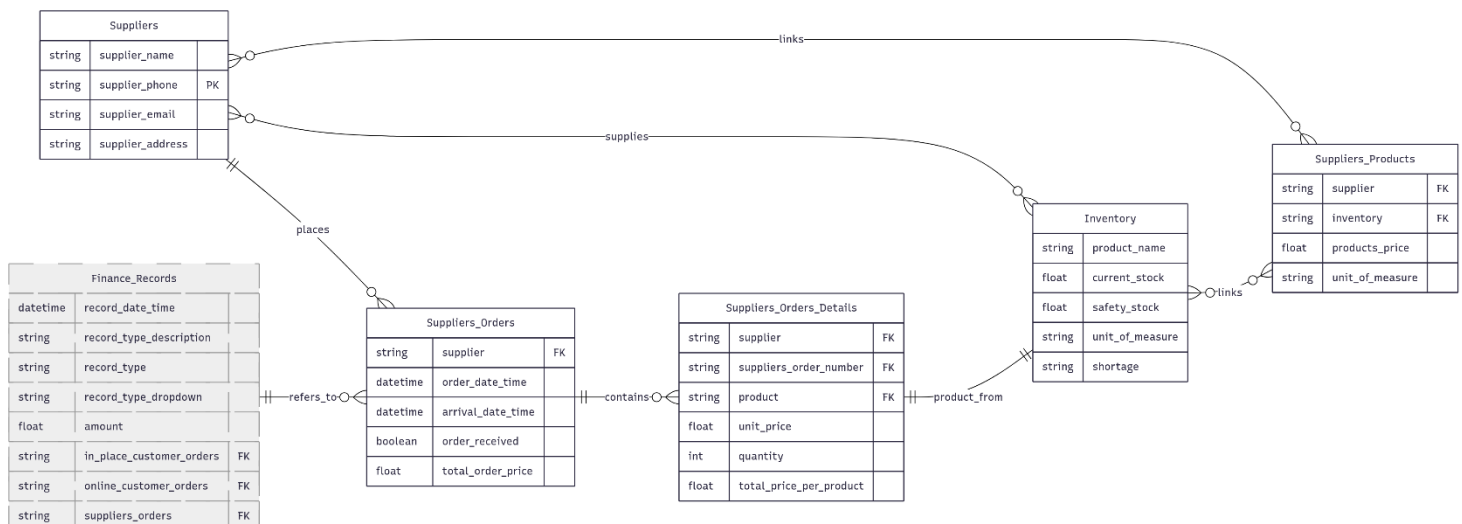 Suppliers
string supplier_name
string supplier_phone PK
string supplier_email
string supplier_address
links
supplies
places
Suppliers_Products
string supplier FK
string inventory FK
float products_price
string unit_of_measure
Inventory
string product_name
float current_stock
float safety_stock
string unit_of_measure
string shortage
links
Finance_Records
datetime record_date_time
string record_type_description
string record_type
string record_type_dropdown
float amount
string in_place_customer_orders FK
string online_customer_orders FK
string suppliers_orders FK
refers_to
Suppliers_Orders
string supplier FK
datetime order_date_time
datetime arrival_date_time
boolean order_received
float total_order_price
contains
Suppliers_Orders_Details
string supplier FK
string suppliers_order_number FK
string product FK
float unit_price
int quantity
float total_price_per_product
product_from